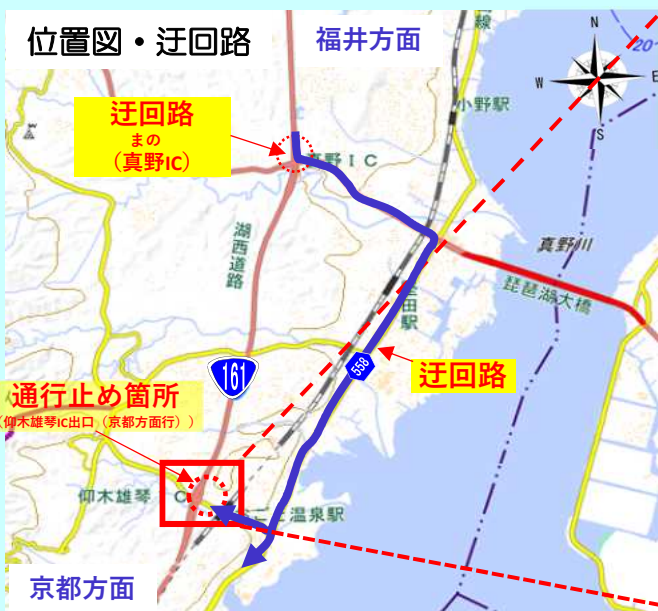 位置図・迂回路
福井方面
線
20
N
W
E
S
小野駅
迂回路
まの
（真野IC）
真野ＩＣ
湖西道路
真野川
琵琶湖大橋
堅田駅
558
161
迂回路
通行止め箇所
（仰木雄琴IC出口（京都方面行））
仰木雄琴ＩＣ
温泉駅
京都方面